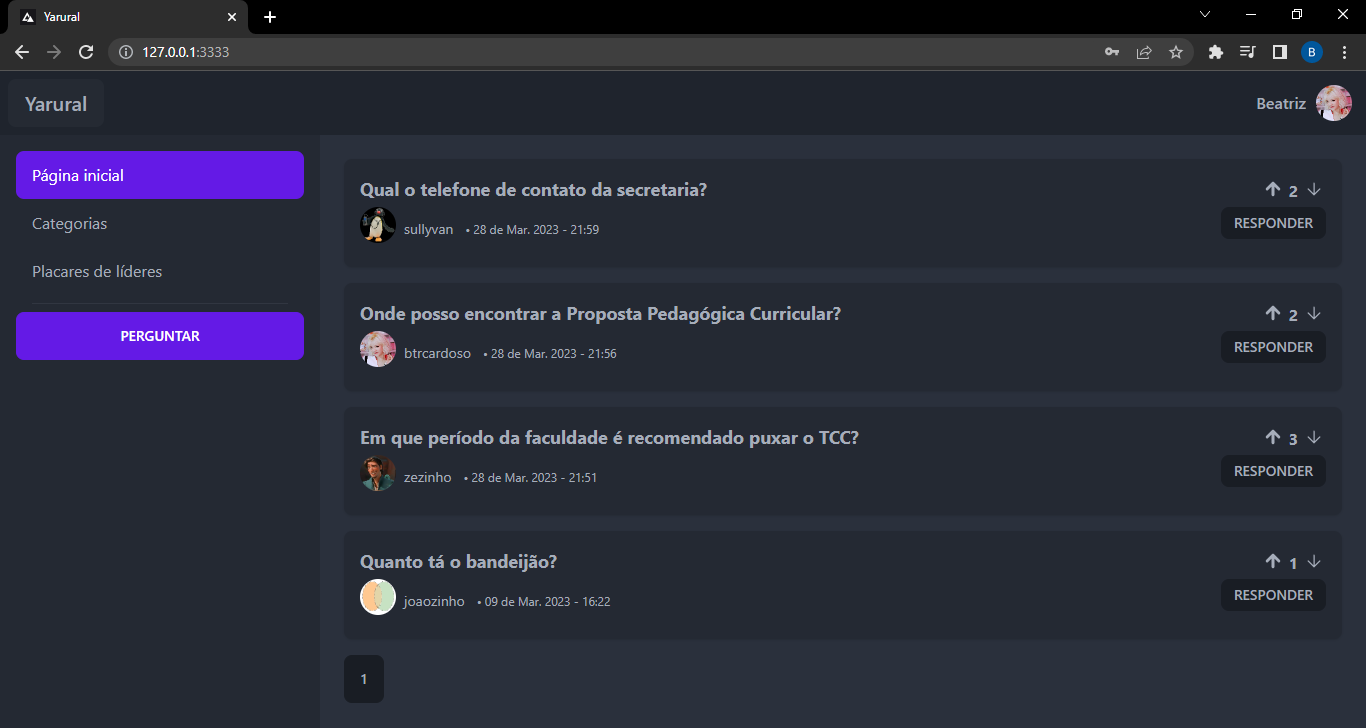 Yarural
127.0.0.1:3333
B
Yarural
Beatriz
Página inicial
Categorias
Placares de líderes
PERGUNTAR
Qual o telefone de contato da secretaria?
2
sullyvan • 28 de Mar. 2023 - 21:59
RESPONDER
Onde posso encontrar a Proposta Pedagógica Curricular?
2
btrcardoso • 28 de Mar. 2023 - 21:56
RESPONDER
Em que período da faculdade é recomendado puxar o TCC?
3
zezinho • 28 de Mar. 2023 - 21:51
RESPONDER
Quanto tá o bandeijão?
1
joaozinho • 09 de Mar. 2023 - 16:22
RESPONDER
1